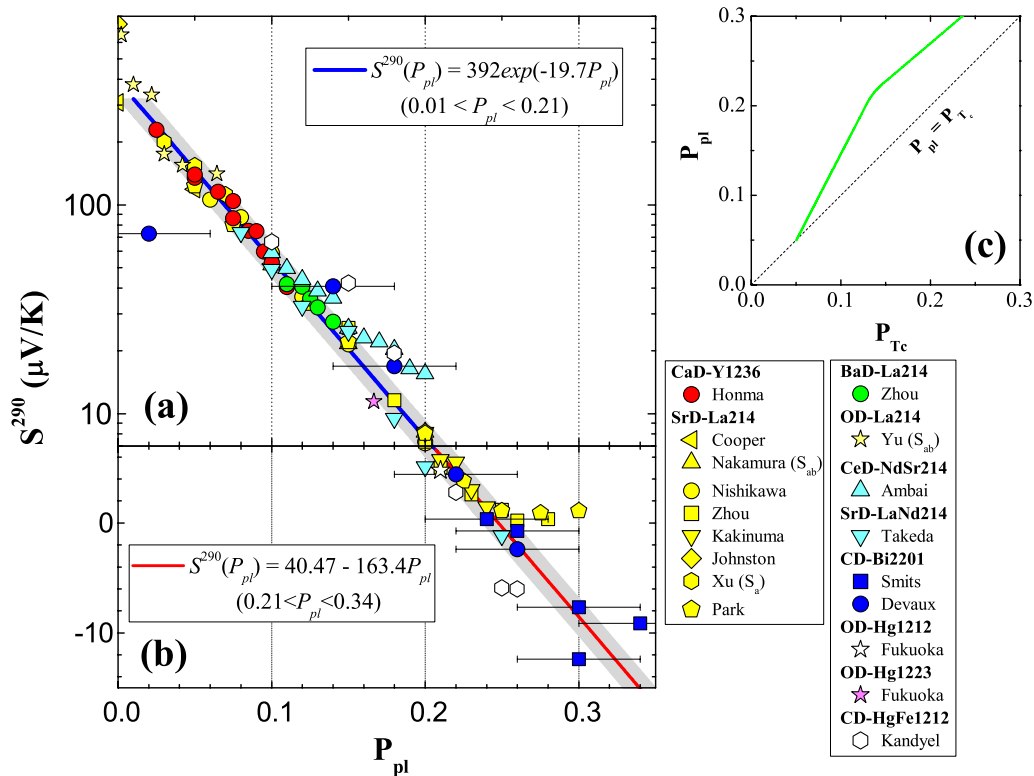 S²⁹⁰(P_pl) = 392exp(-19.7P_pl)
(0.01 < P_pl < 0.21)
100
10
S²⁹⁰ (μV/K)
(a)
0
-10
S²⁹⁰(P_pl) = 40.47 - 163.4P_pl
(0.21<P_pl<0.34)
(b)
0.0
0.1
0.2
0.3
P_pl
0.3
0.2
0.1
0.0
P_pl
P_pl = P_Tc
(c)
0.0
0.1
0.2
0.3
P_Tc
CaD-Y1236
Honma
SrD-La214
Cooper
Nakamura (S_ab)
Nishikawa
Zhou
Kakinuma
Johnston
Xu (S_a)
Park
BaD-La214
Zhou
OD-La214
Yu (S_ab)
CeD-NdSr214
Ambai
SrD-LaNd214
Takeda
CD-Bi2201
Smits
Devaux
OD-Hg1212
Fukuoka
OD-Hg1223
Fukuoka
CD-HgFe1212
Kandyel